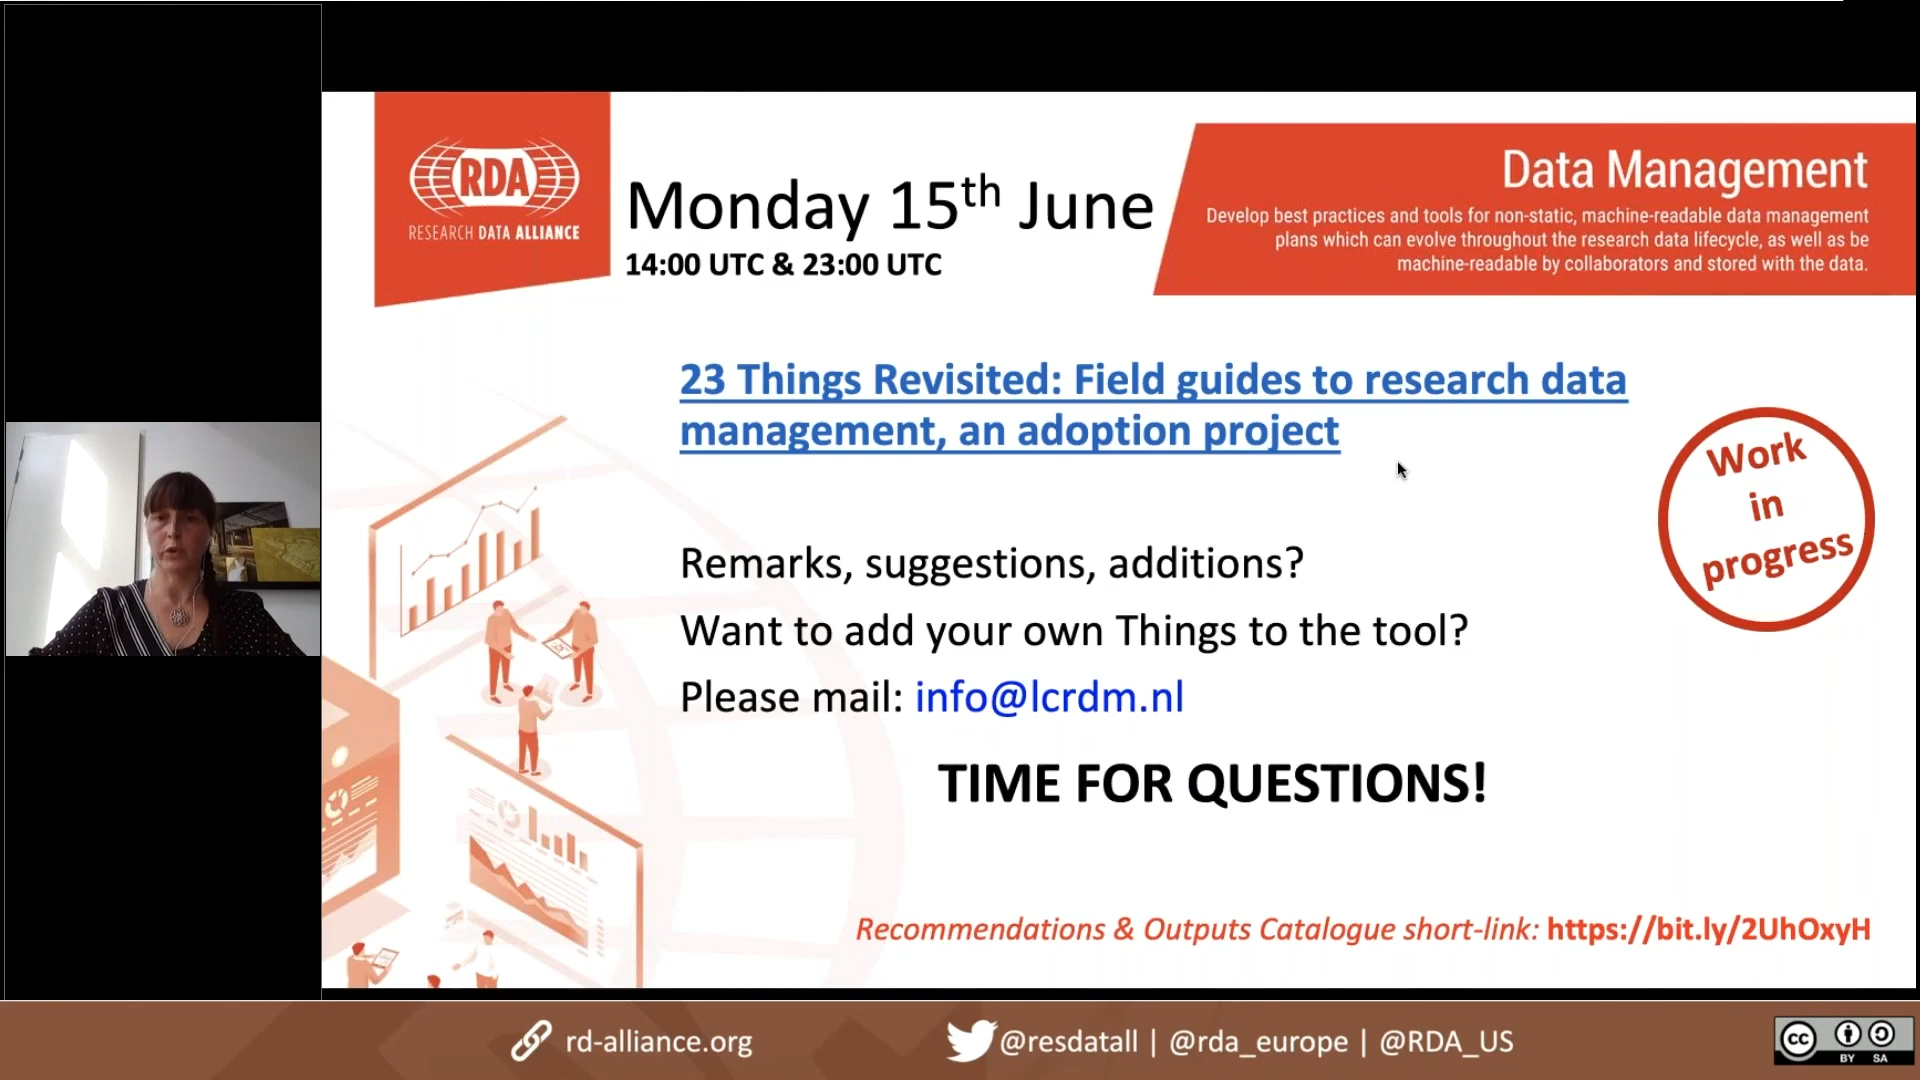 RDA
RESEARCH DATA ALLIANCE
Monday 15th June
14:00 UTC & 23:00 UTC
Data Management
Develop best practices and tools for non-static, machine-readable data management
plans which can evolve throughout the research data lifecycle, as well as be
machine-readable by collaborators and stored with the data.
23 Things Revisited: Field guides to research data
management, an adoption project
Work
in
progress
Remarks, suggestions, additions?
Want to add your own Things to the tool?
Please mail: info@lcrdm.nl
TIME FOR QUESTIONS!
Recommendations & Outputs Catalogue short-link: https://bit.ly/2UhOxyH
rd-alliance.org
@resdatall | @rda_europe | @RDA_US
cc
BY SA